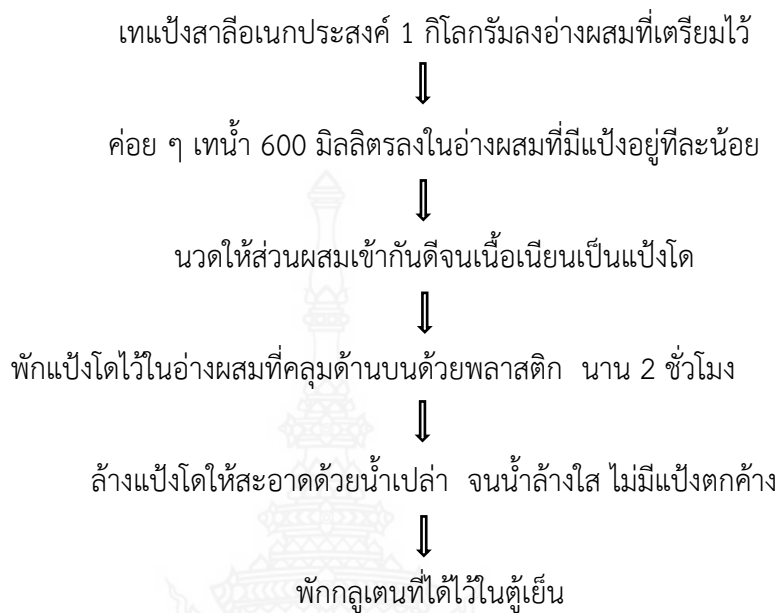 เทแป้งสาลีอเนกประสงค์ 1 กิโลกรัมลงอ่างผสมที่เตรียมไว้
ค่อย ๆ เทน้ำ 600 มิลลิตรลงในอ่างผสมที่มีแป้งอยู่ทีละน้อย
นวดให้ส่วนผสมเข้ากันดีจนเนื้อเนียนเป็นแป้งโด
พักแป้งโดไว้ในอ่างผสมที่คลุมด้านบนด้วยพลาสติก นาน 2 ชั่วโมง
ล้างแป้งโดให้สะอาดด้วยน้ำเปล่า จนน้ำล้างใส ไม่มีแป้งตกค้าง
พักกลูเตนที่ได้ไว้ในตู้เย็น